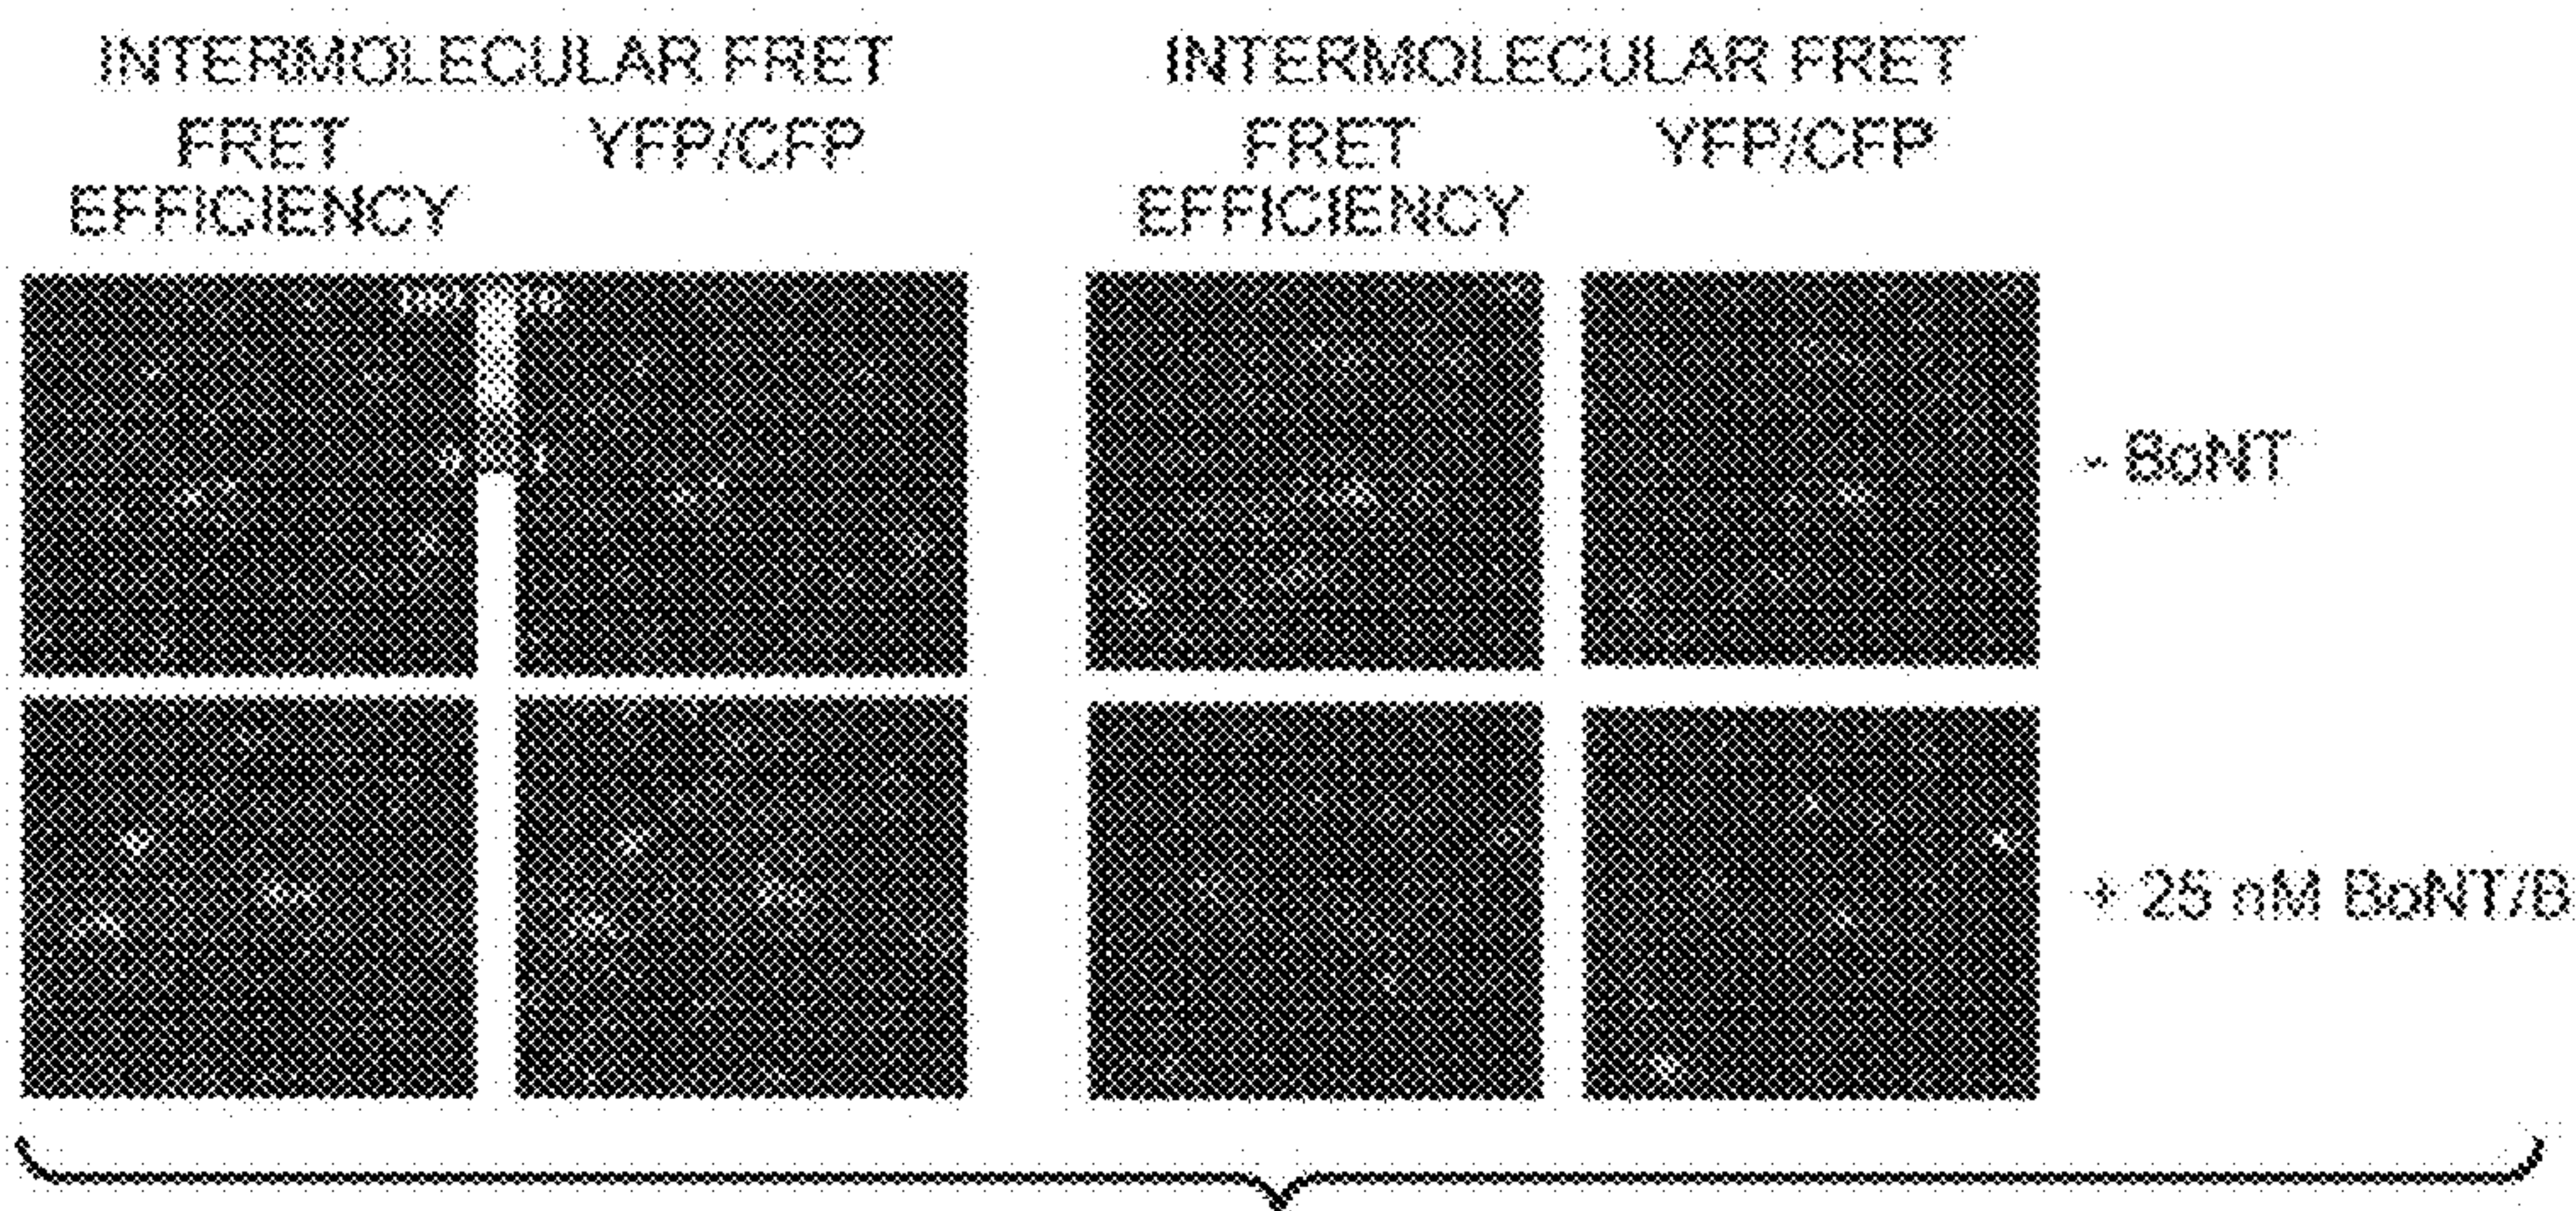 INTERMOLECULAR FRET
FRET EFFICIENCY
YFP/CFP
INTERMOLECULAR FRET
FRET EFFICIENCY
YFP/CFP
- BoNT
+ 25 nM BoNT/B